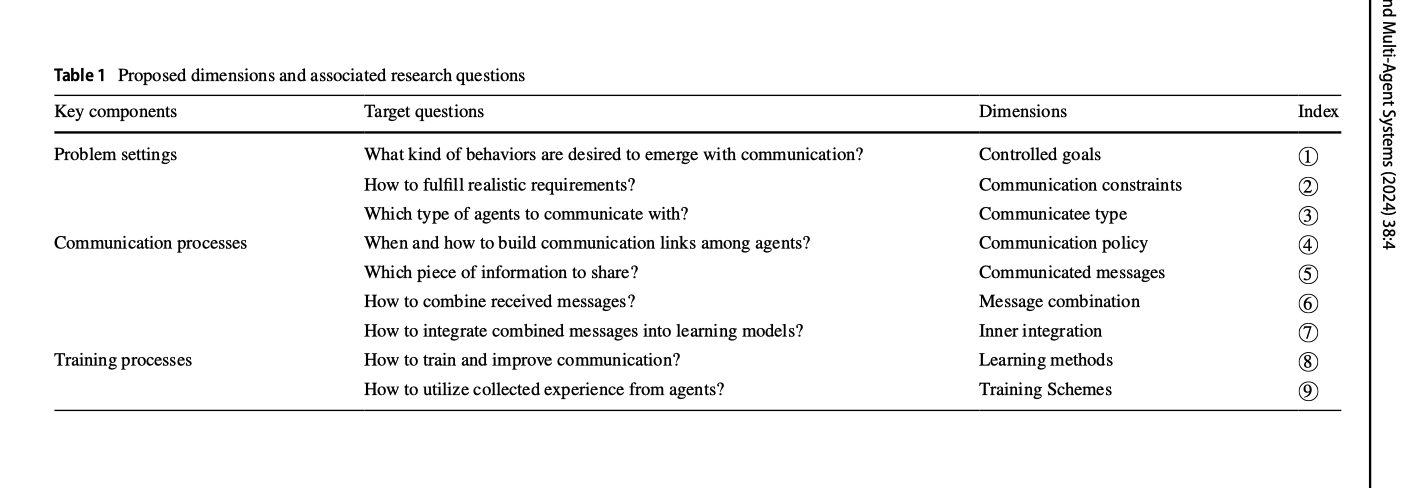 Table 1 Proposed dimensions and associated research questions
Key components Target questions Dimensions Index
Problem settings What kind of behaviors are desired to emerge with communication? Controlled goals ①
How to fulfill realistic requirements? Communication constraints ②
Which type of agents to communicate with? Communicatee type ③
Communication processes When and how to build communication links among agents? Communication policy ④
Which piece of information to share? Communicated messages ⑤
How to combine received messages? Message combination ⑥
How to integrate combined messages into learning models? Inner integration ⑦
Training processes How to train and improve communication? Learning methods ⑧
How to utilize collected experience from agents? Training Schemes ⑨
Multi-Agent Systems (2024) 38:4